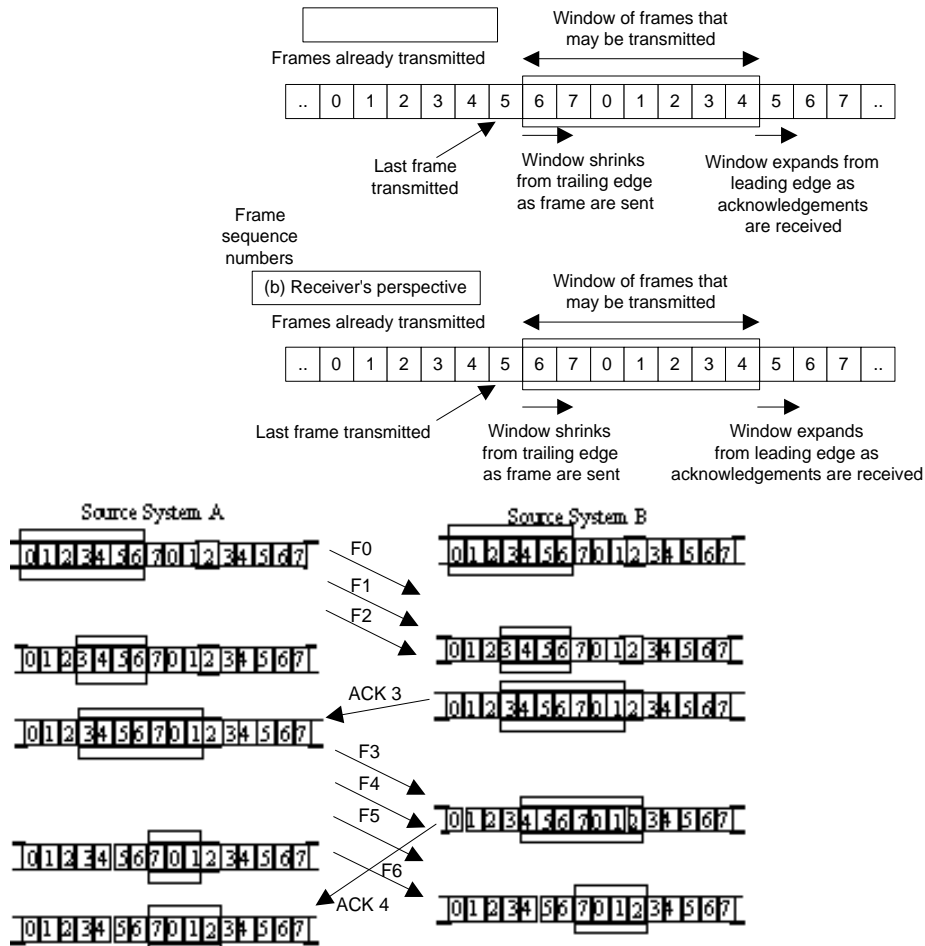 Window of frames that
may be transmitted
Frames already transmitted
.. 0 1 2 3 4 5 6 7 0 1 2 3 4 5 6 7 ..
Last frame
transmitted
Window shrinks
from trailing edge
as frame are sent
Window expands from
leading edge as
acknowledgements
are received
Frame
sequence
numbers
(b) Receiver's perspective
Window of frames that
may be transmitted
Frames already transmitted
.. 0 1 2 3 4 5 6 7 0 1 2 3 4 5 6 7 ..
Last frame transmitted
Window shrinks
from trailing edge
as frame are sent
Window expands
from leading edge as
acknowledgements are received
Source System A
Source System B
0 1 2 3 4 5 6 7 0 1 2 3 4 5 6 7
F0
0 1 2 3 4 5 6 7 0 1 2 3 4 5 6 7
F1
F2
0 1 2 3 4 5 6 7 0 1 2 3 4 5 6 7
0 1 2 3 4 5 6 7 0 1 2 3 4 5 6 7
ACK 3
0 1 2 3 4 5 6 7 0 1 2 3 4 5 6 7
0 1 2 3 4 5 6 7 0 1 2 3 4 5 6 7
F3
F4
F5
0 1 2 3 4 5 6 7 0 1 2 3 4 5 6 7
0 1 2 3 4 5 6 7 0 1 2 3 4 5 6 7
F6
ACK 4
0 1 2 3 4 5 6 7 0 1 2 3 4 5 6 7
0 1 2 3 4 5 6 7 0 1 2 3 4 5 6 7